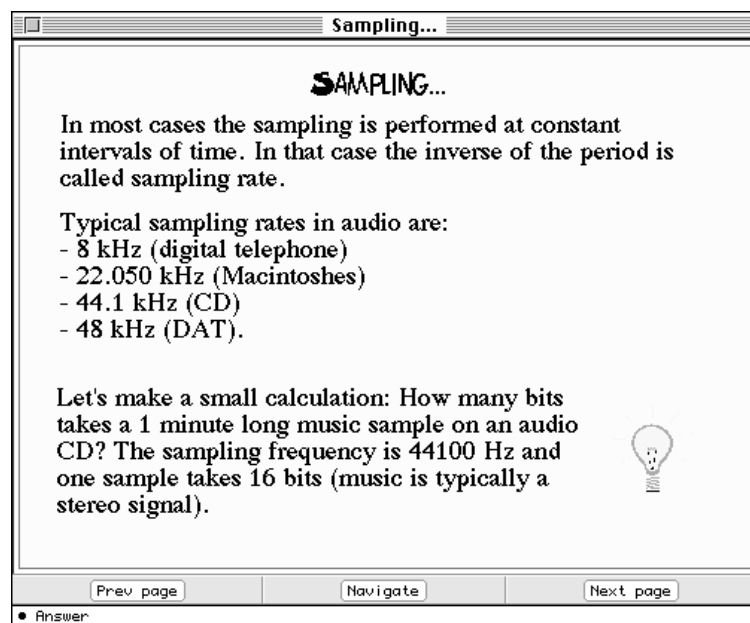 Sampling...
SAMPLING...
In most cases the sampling is performed at constant
intervals of time. In that case the inverse of the period is
called sampling rate.
Typical sampling rates in audio are:
- 8 kHz (digital telephone)
- 22.050 kHz (Macintoshes)
- 44.1 kHz (CD)
- 48 kHz (DAT).
Let's make a small calculation: How many bits
takes a 1 minute long music sample on an audio
CD? The sampling frequency is 44100 Hz and
one sample takes 16 bits (music is typically a
stereo signal).
Prev page
Navigate
Next page
• Answer